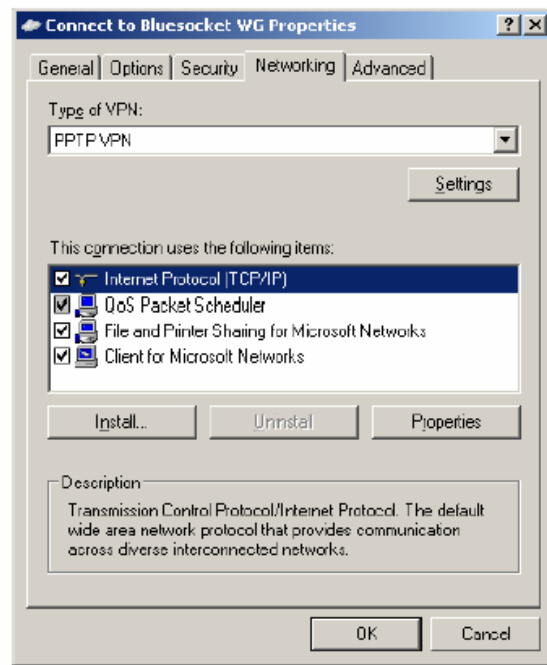 Connect to Bluesocket WG Properties
General Options Security Networking Advanced
Type of VPN:
PPTP VPN
Settings
This connection uses the following items:
Internet Protocol (TCP/IP)
QoS Packet Scheduler
File and Printer Sharing for Microsoft Networks
Client for Microsoft Networks
Install... Uninstall Properties
Description
Transmission Control Protocol/Internet Protocol. The default
wide area network protocol that provides communication
across diverse interconnected networks.
OK Cancel